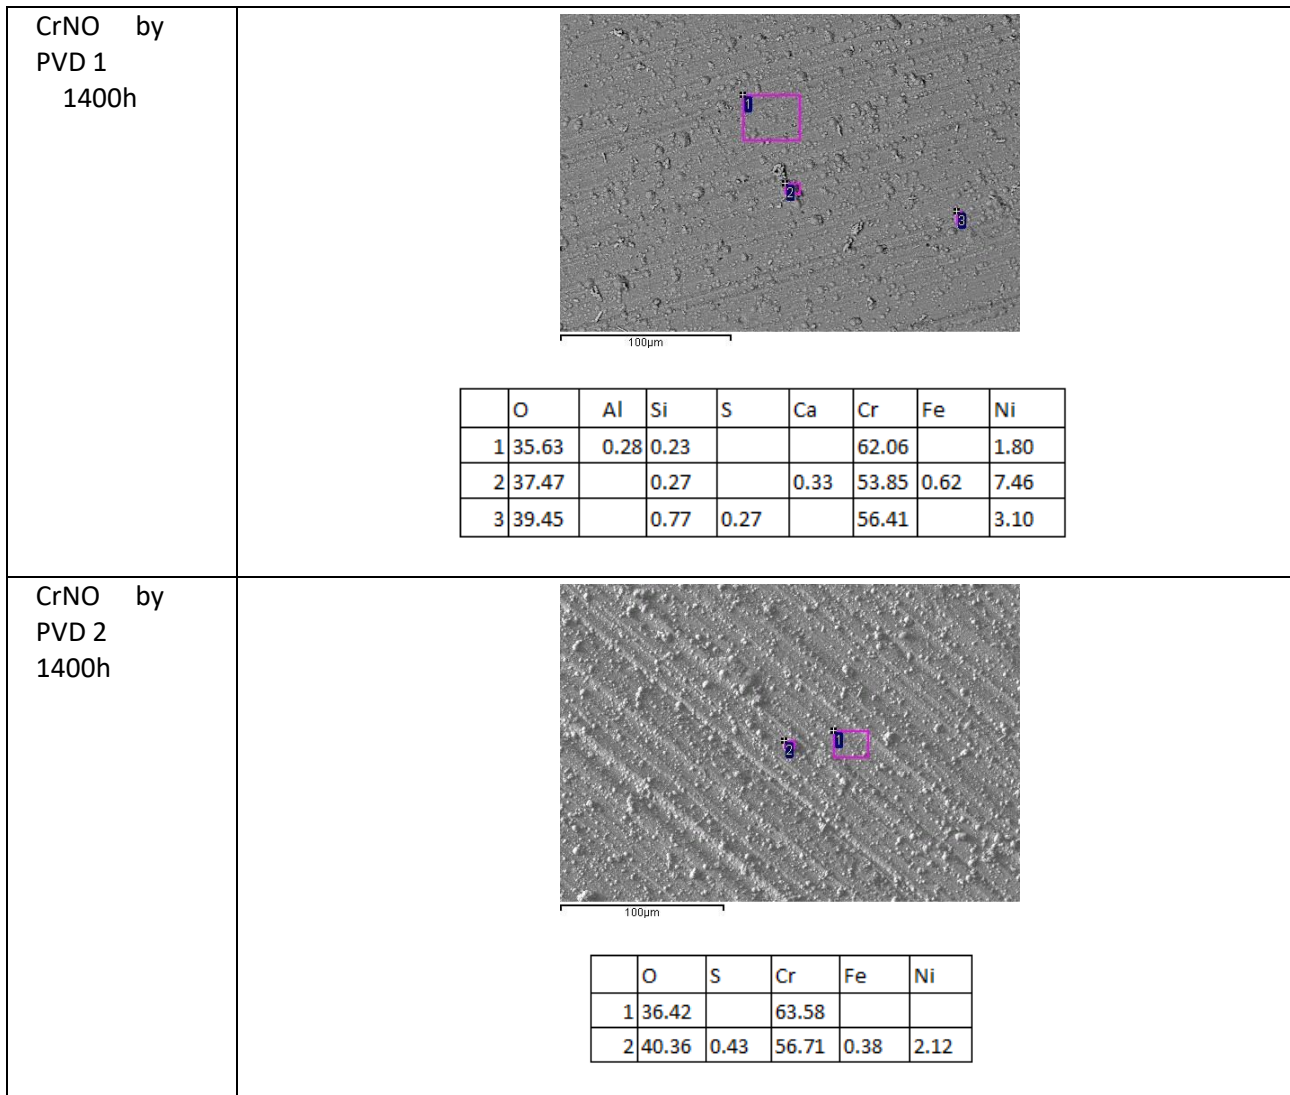 CrNO by
PVD 1
1400h
1
2
3
100µm
O Al Si S Ca Cr Fe Ni
1 35.63 0.28 0.23 62.06 1.80
2 37.47 0.27 0.33 53.85 0.62 7.46
3 39.45 0.77 0.27 56.41 3.10
CrNO by
PVD 2
1400h
2 1
100µm
O S Cr Fe Ni
1 36.42 63.58
2 40.36 0.43 56.71 0.38 2.12